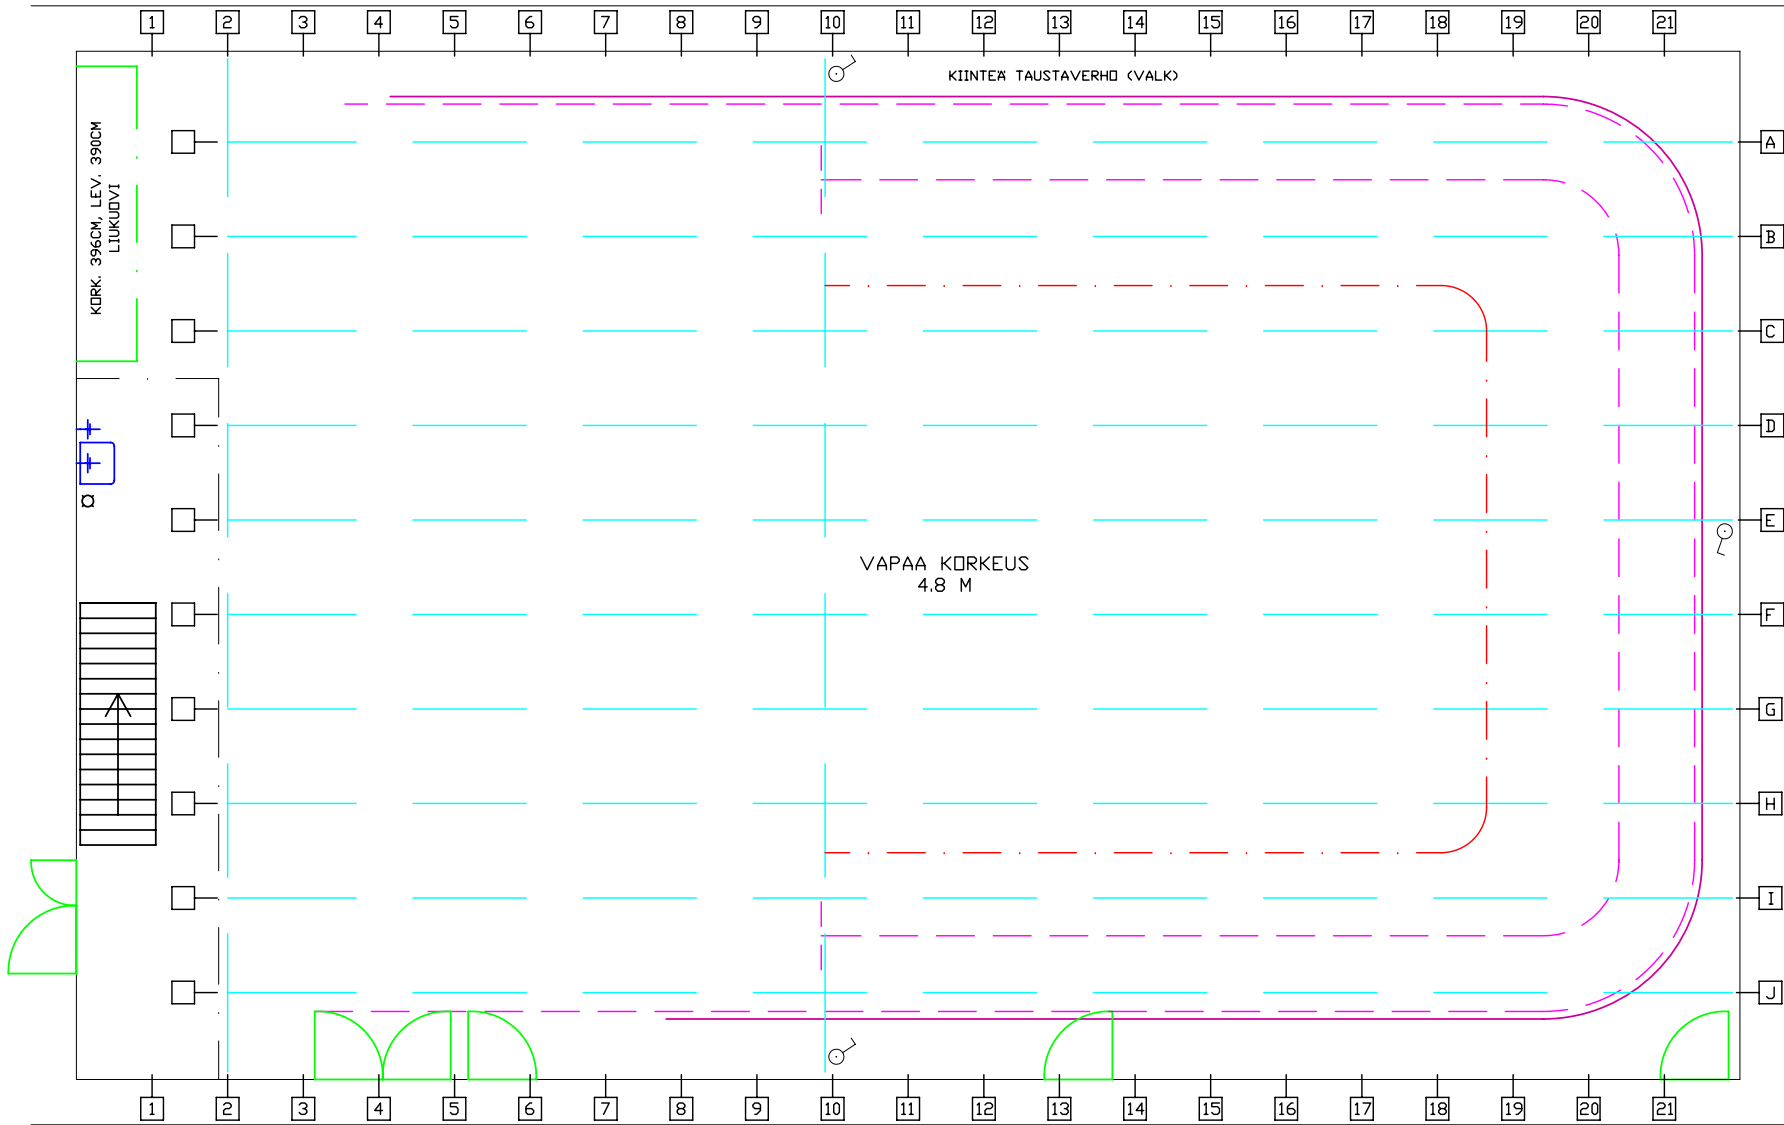 1 2 3 4 5 6 7 8 9 10 11 12 13 14 15 16 17 18 19 20 21
KIINTEÄ TAUSTAVERHO (VALK)
KORK. 396CM, LEV. 390CM
LIUKUOVI
A
B
C
D
E
VAPAA KORKEUS
4.8 M
F
G
H
I
J
1 2 3 4 5 6 7 8 9 10 11 12 13 14 15 16 17 18 19 20 21